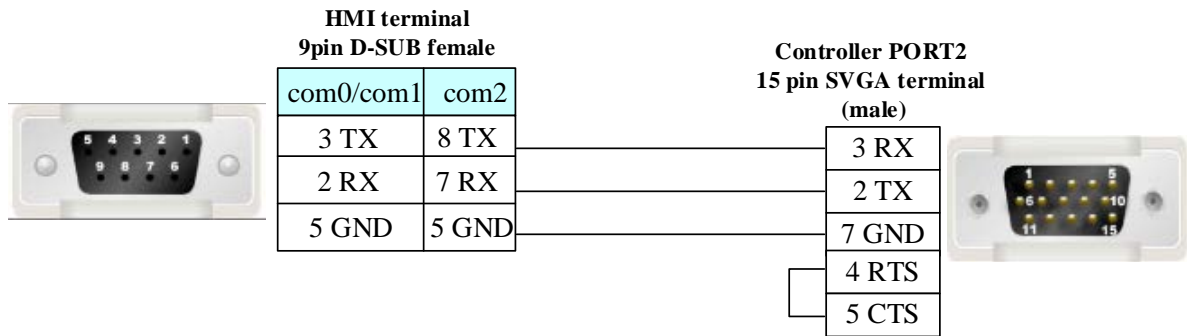 HMI terminal
9pin D-SUB female
com0/com1 com2
3 TX 8 TX
2 RX 7 RX
5 GND 5 GND
Controller PORT2
15 pin SVGA terminal
(male)
3 RX
2 TX
7 GND
4 RTS
5 CTS
5 4 3 2 1
9 8 7 6
1 5
6 10
11 15